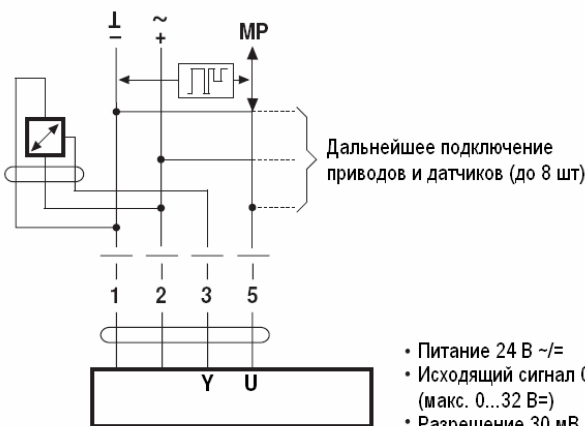 ⊥ ~
– + MP
Дальнейшее подключение
приводов и датчиков (до 8 шт)
1 2 3 5
Y U
• Питание 24 В ~/=
• Исходящий сигнал 0
(макс. 0...32 В=)
• Разрешение 30 мВ